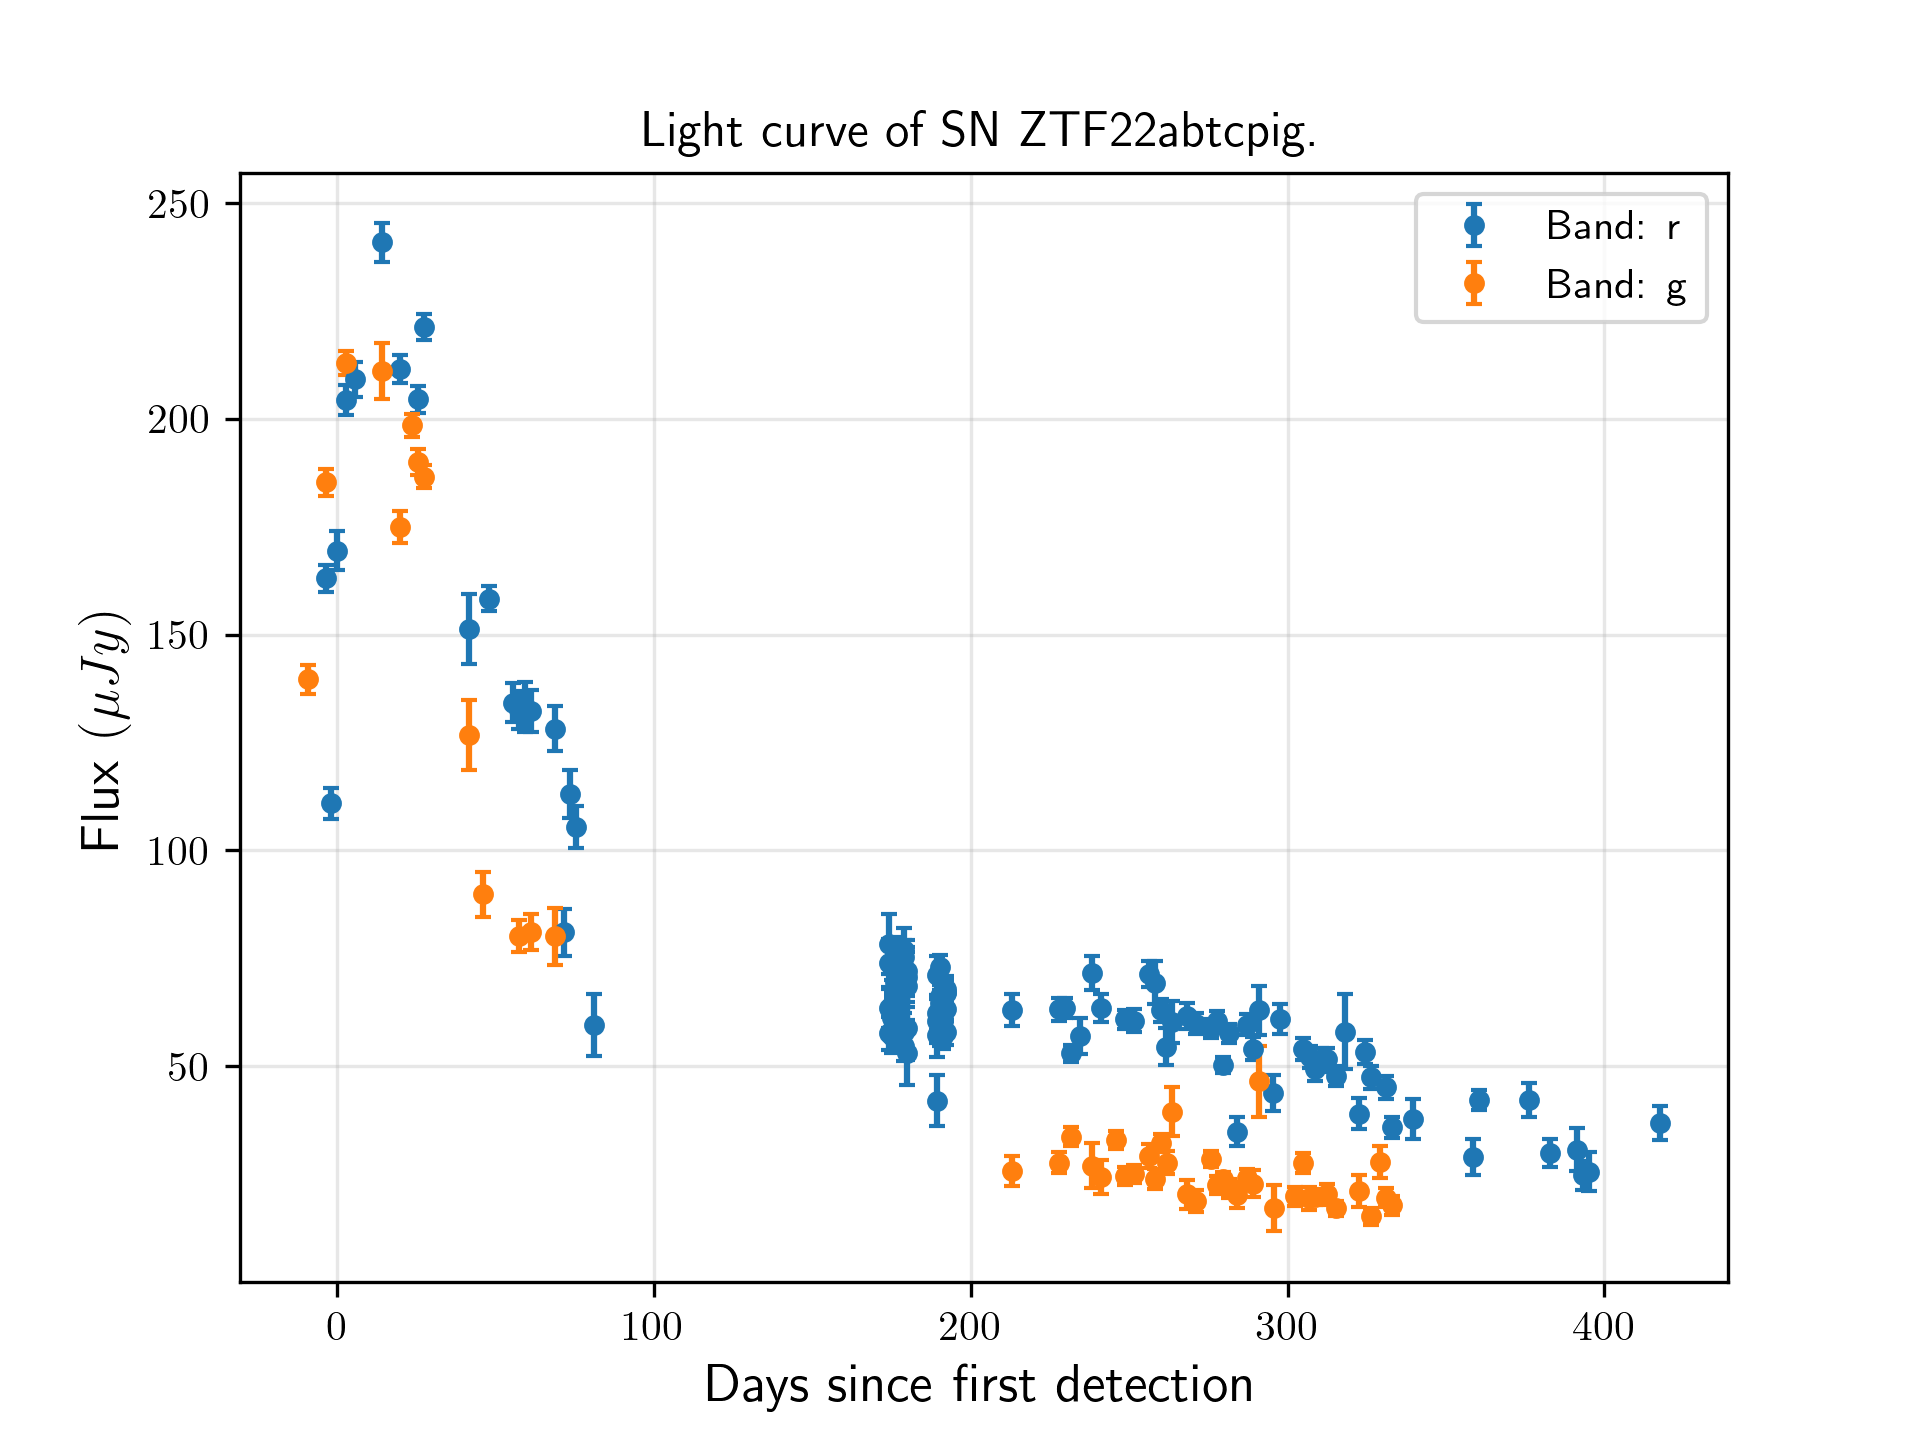 Light curve of SN ZTF22abtcpig.
Band: r
Band: g
Flux (μJy)
250
200
150
100
50
0
100
200
300
400
Days since first detection